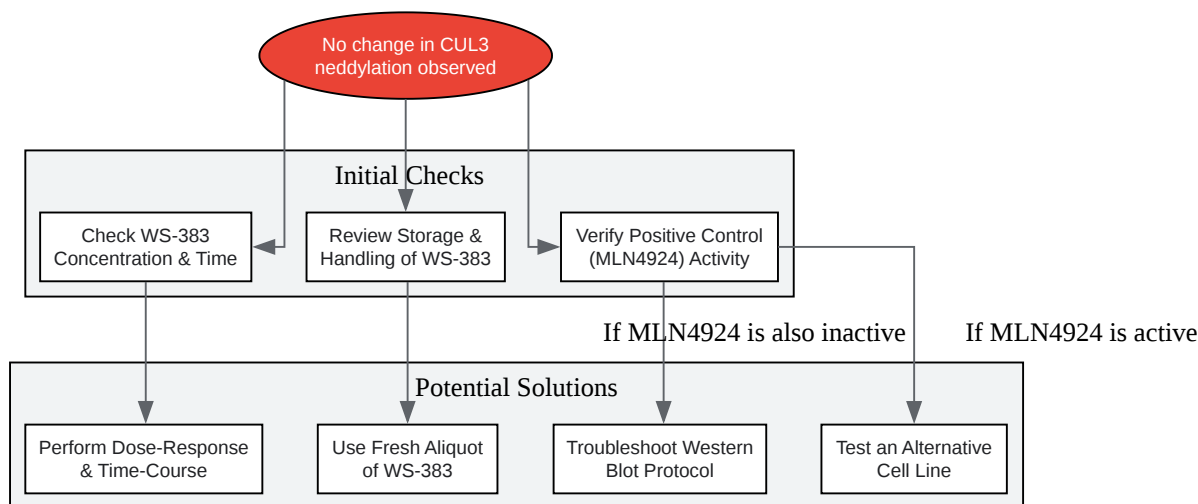 No change in CUL3
neddylation observed
Initial Checks
Check WS-383
Concentration & Time
Review Storage &
Handling of WS-383
Verify Positive Control
(MLN4924) Activity
If MLN4924 is also inactive
If MLN4924 is active
Potential Solutions
Perform Dose-Response
& Time-Course
Use Fresh Aliquot
of WS-383
Troubleshoot Western
Blot Protocol
Test an Alternative
Cell Line